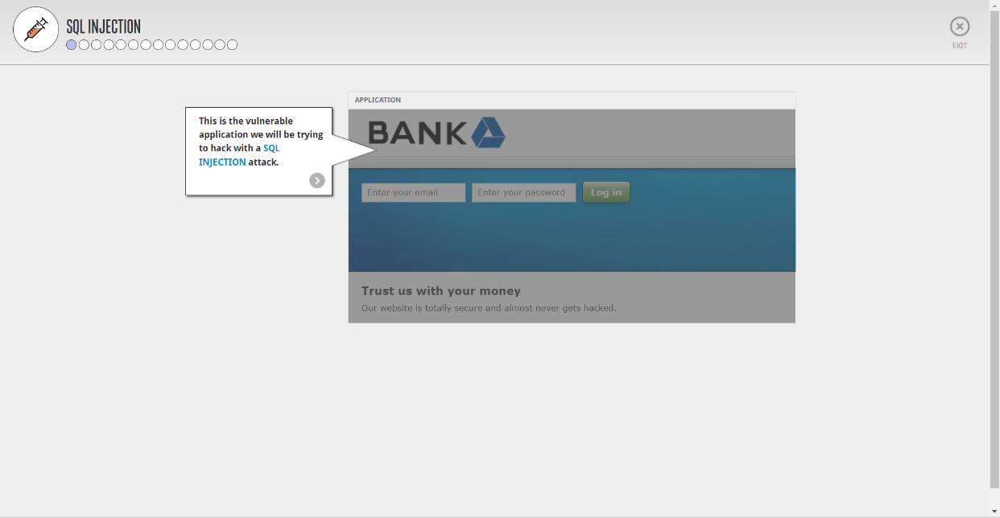 SQL INJECTION
EXIT
APPLICATION
This is the vulnerable
application we will be trying
to hack with a SQL
INJECTION attack.
BANK
Enter your email
Enter your password
Log in
Trust us with your money
Our website is totally secure and almost never gets hacked.